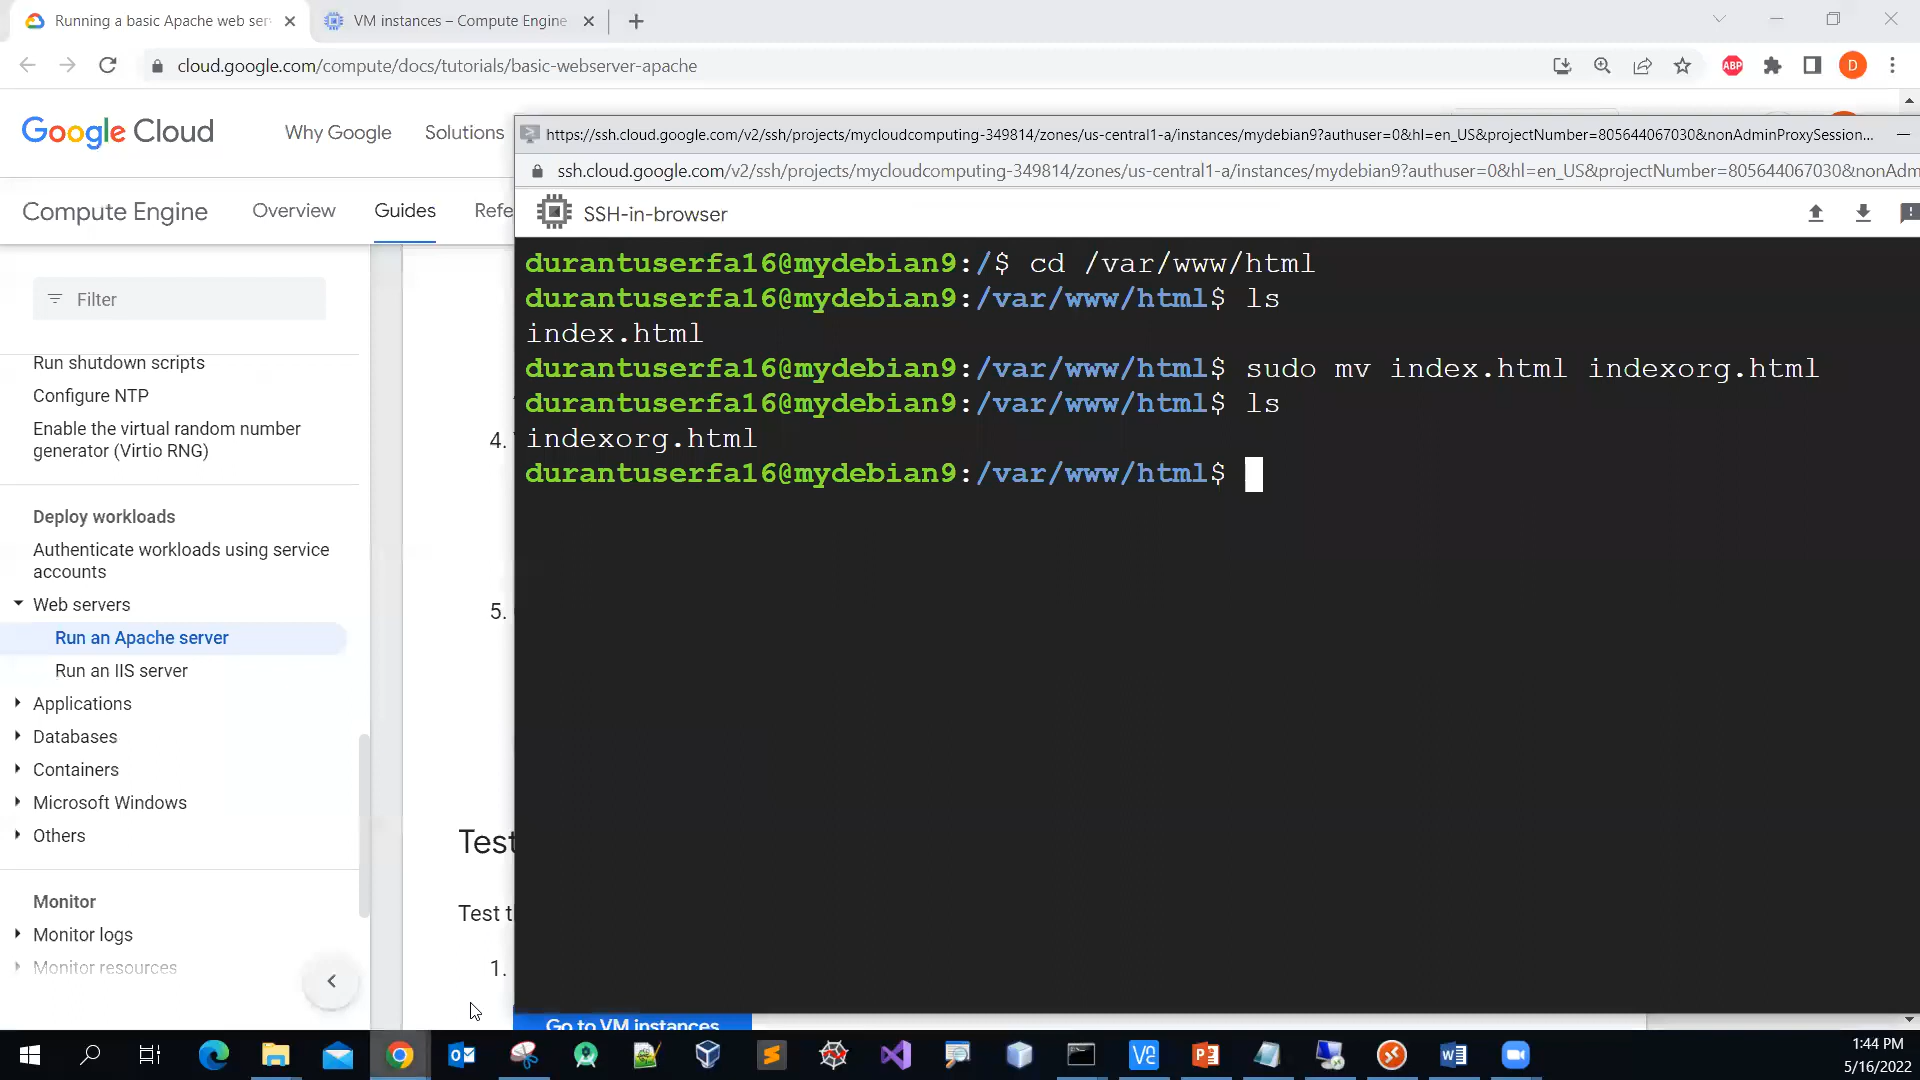 Running a basic Apache web ser
VM instances – Compute Engine
cloud.google.com/compute/docs/tutorials/basic-webserver-apache
ABP
D
Google Cloud
Why Google
Solutions
https://ssh.cloud.google.com/v2/ssh/projects/mycloudcomputing-349814/zones/us-central1-a/instances/mydebian9?authuser=0&hl=en_US&projectNumber=805644067030&nonAdminProxySession...
ssh.cloud.google.com/v2/ssh/projects/mycloudcomputing-349814/zones/us-central1-a/instances/mydebian9?authuser=0&hl=en_US&projectNumber=805644067030&nonAdm
Compute Engine
Overview
Guides
Refe
SSH-in-browser
durantuserfa16@mydebian9:/$ cd /var/www/html
durantuserfa16@mydebian9:/var/www/html$ ls
index.html
durantuserfa16@mydebian9:/var/www/html$ sudo mv index.html indexorg.html
durantuserfa16@mydebian9:/var/www/html$ ls
indexorg.html
durantuserfa16@mydebian9:/var/www/html$
Filter
Run shutdown scripts
Configure NTP
Enable the virtual random number
generator (Virtio RNG)
Deploy workloads
Authenticate workloads using service
accounts
Web servers
Run an Apache server
Run an IIS server
Applications
Databases
Containers
Microsoft Windows
Others
Monitor
Monitor logs
Monitor resources
4.
5.
Test
Test t
1.
Go to VM instances
1:44 PM
5/16/2022